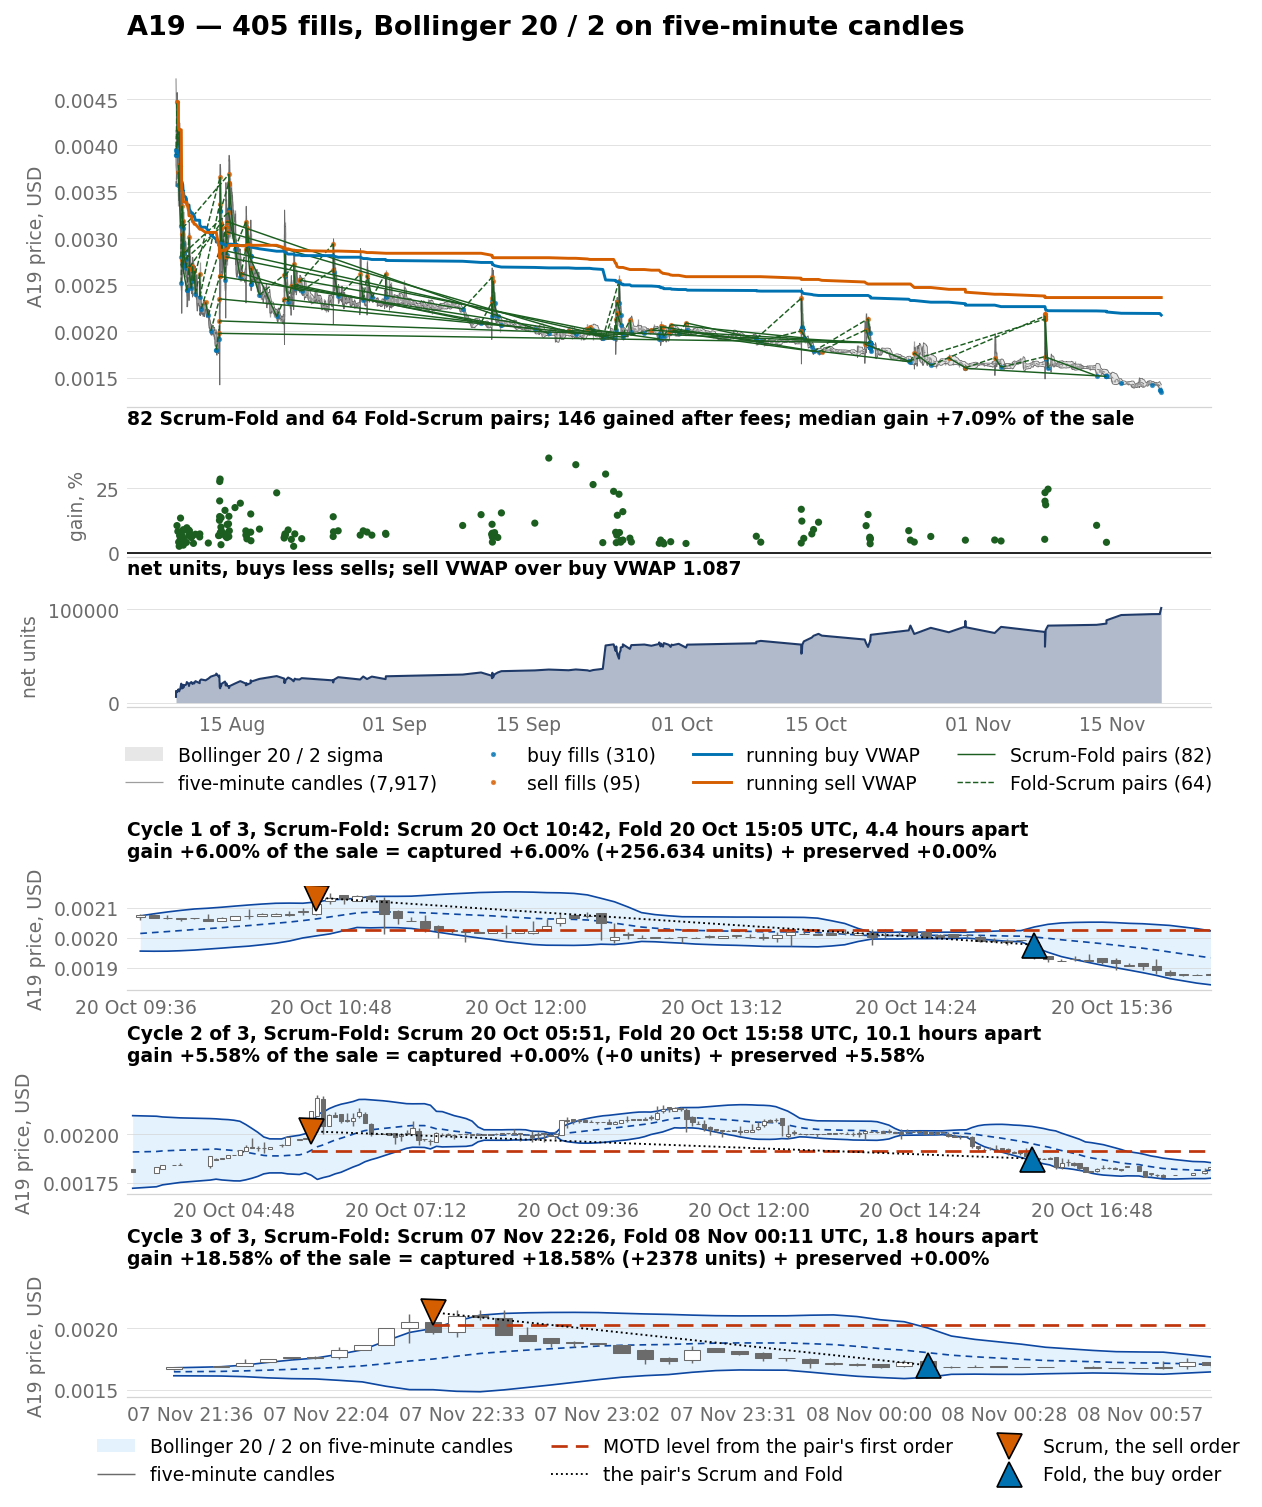 A19 — 405 fills, Bollinger 20 / 2 on five-minute candles
A19 price, USD
0.0045
0.0040
0.0035
0.0030
0.0025
0.0020
0.0015
82 Scrum-Fold and 64 Fold-Scrum pairs; 146 gained after fees; median gain +7.09% of the sale
gain, %
25
0
net units, buys less sells; sell VWAP over buy VWAP 1.087
net units
100000
0
15 Aug 01 Sep 15 Sep 01 Oct 15 Oct 01 Nov 15 Nov
Bollinger 20 / 2 sigma buy fills (310) running buy VWAP Scrum-Fold pairs (82)
five-minute candles (7,917) sell fills (95) running sell VWAP Fold-Scrum pairs (64)
Cycle 1 of 3, Scrum-Fold: Scrum 20 Oct 10:42, Fold 20 Oct 15:05 UTC, 4.4 hours apart
gain +6.00% of the sale = captured +6.00% (+256.634 units) + preserved +0.00%
A19 price, USD
0.0021
0.0020
0.0019
20 Oct 09:36 20 Oct 10:48 20 Oct 12:00 20 Oct 13:12 20 Oct 14:24 20 Oct 15:36
Cycle 2 of 3, Scrum-Fold: Scrum 20 Oct 05:51, Fold 20 Oct 15:58 UTC, 10.1 hours apart
gain +5.58% of the sale = captured +0.00% (+0 units) + preserved +5.58%
A19 price, USD
0.00200
0.00175
20 Oct 04:48 20 Oct 07:12 20 Oct 09:36 20 Oct 12:00 20 Oct 14:24 20 Oct 16:48
Cycle 3 of 3, Scrum-Fold: Scrum 07 Nov 22:26, Fold 08 Nov 00:11 UTC, 1.8 hours apart
gain +18.58% of the sale = captured +18.58% (+2378 units) + preserved +0.00%
A19 price, USD
0.0020
0.0015
07 Nov 21:36 07 Nov 22:04 07 Nov 22:33 07 Nov 23:02 07 Nov 23:31 08 Nov 00:00 08 Nov 00:28 08 Nov 00:57
Bollinger 20 / 2 on five-minute candles MOTD level from the pair's first order Scrum, the sell order
five-minute candles the pair's Scrum and Fold Fold, the buy order